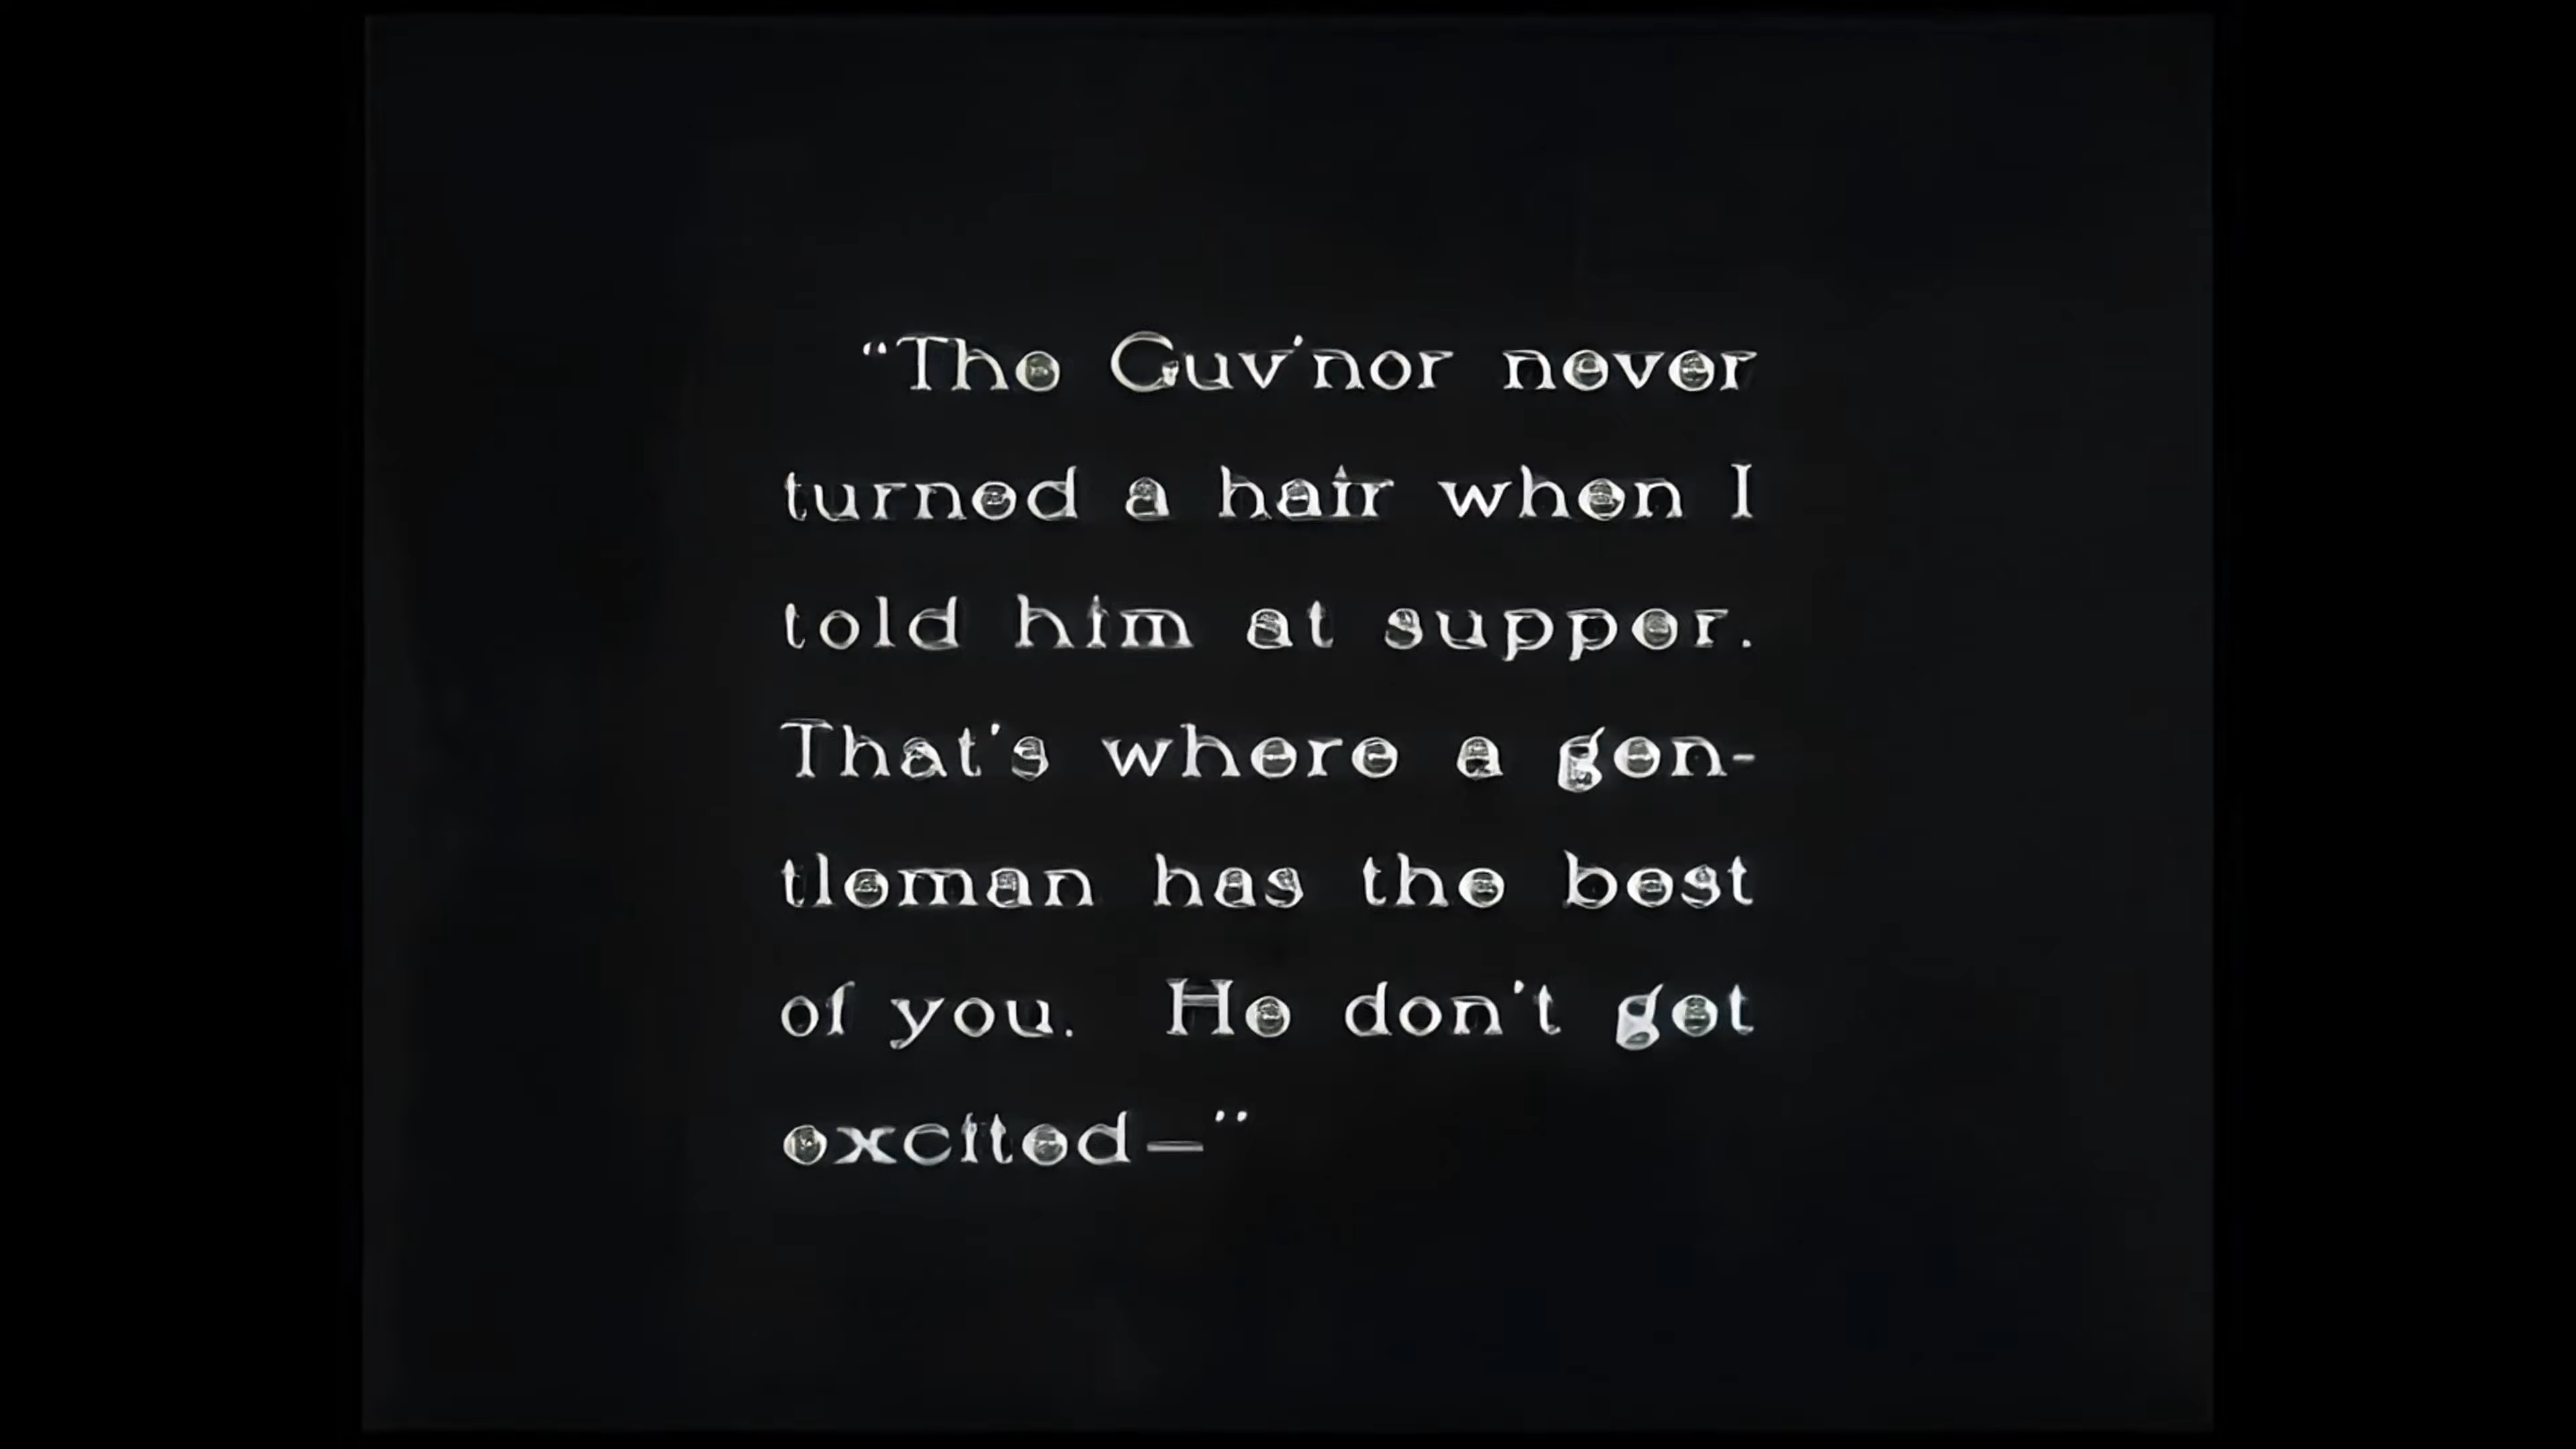 “The Guv'nor never
turned a hair when I
told him at supper.
That's where a gen-
tleman has the best
of you. He don't get
excited—”